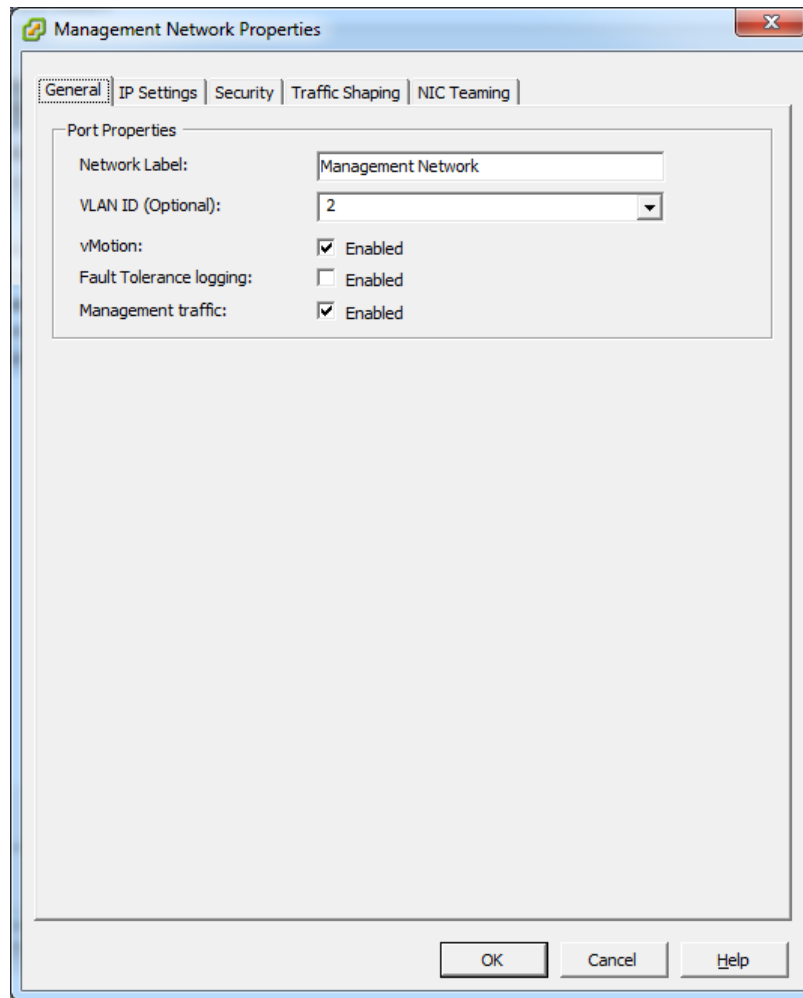 Management Network Properties
General IP Settings Security Traffic Shaping NIC Teaming
Port Properties
Network Label: Management Network
VLAN ID (Optional): 2
vMotion: Enabled
Fault Tolerance logging: Enabled
Management traffic: Enabled
OK Cancel Help